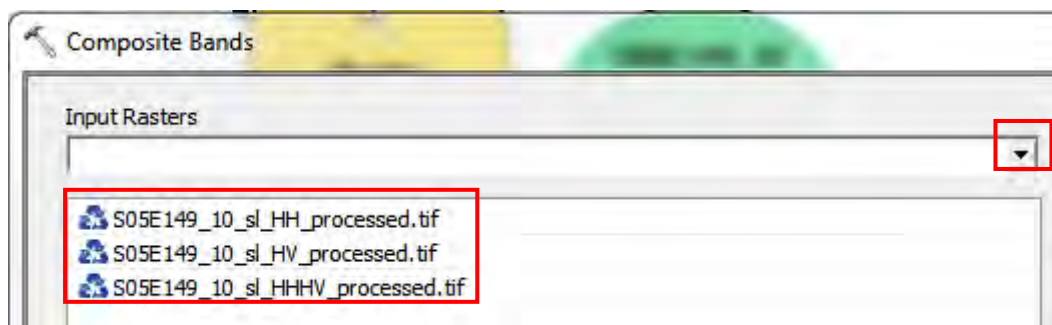 Composite Bands
Input Rasters
S05E149_10_sl_HH_processed.tif
S05E149_10_sl_HV_processed.tif
S05E149_10_sl_HHHV_processed.tif